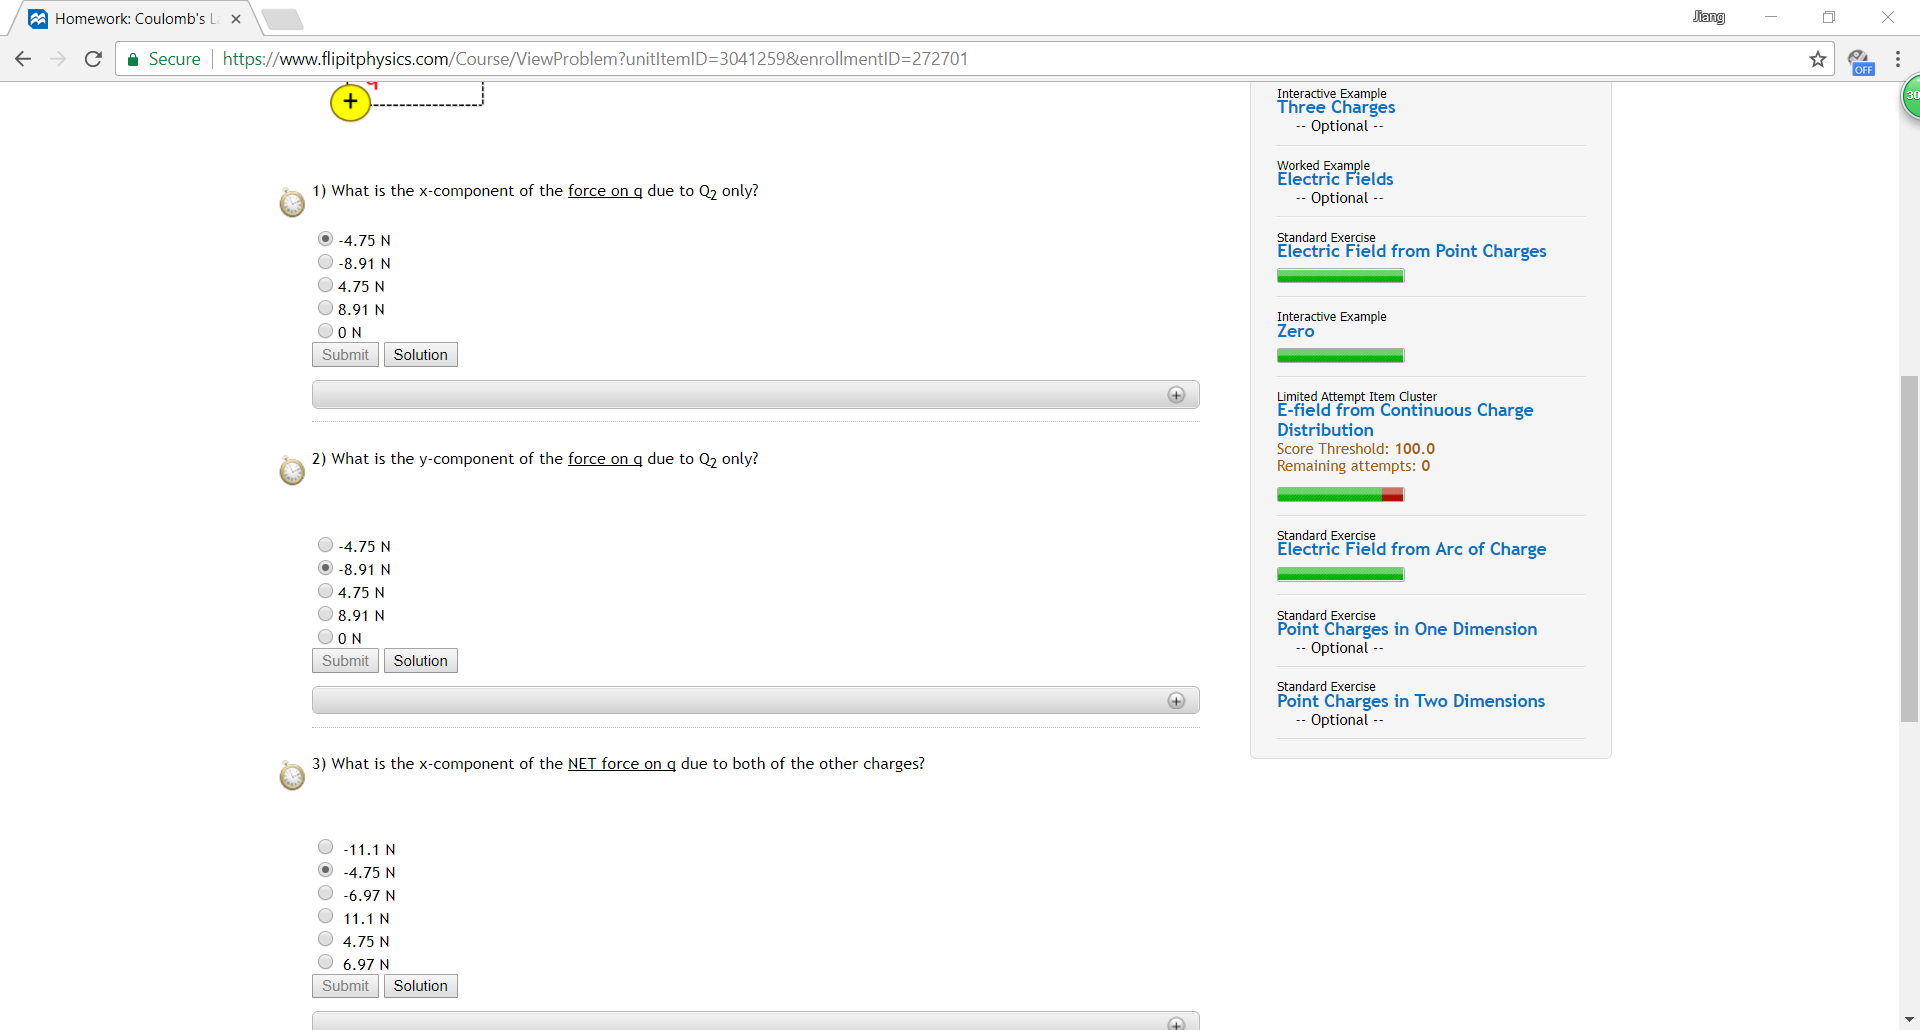 Homework: Coulomb's L
Jiang
Secure
https://www.flipitphysics.com/Course/ViewProblem?unitItemID=3041259&enrollmentID=272701
OFF
30
q
+
1) What is the x-component of the force on q due to Q2 only?
-4.75 N
-8.91 N
4.75 N
8.91 N
0 N
Submit Solution
2) What is the y-component of the force on q due to Q2 only?
-4.75 N
-8.91 N
4.75 N
8.91 N
0 N
Submit Solution
3) What is the x-component of the NET force on q due to both of the other charges?
-11.1 N
-4.75 N
-6.97 N
11.1 N
4.75 N
6.97 N
Submit Solution
Interactive Example
Three Charges
-- Optional --
Worked Example
Electric Fields
-- Optional --
Standard Exercise
Electric Field from Point Charges
Interactive Example
Zero
Limited Attempt Item Cluster
E-field from Continuous Charge
Distribution
Score Threshold: 100.0
Remaining attempts: 0
Standard Exercise
Electric Field from Arc of Charge
Standard Exercise
Point Charges in One Dimension
-- Optional --
Standard Exercise
Point Charges in Two Dimensions
-- Optional --